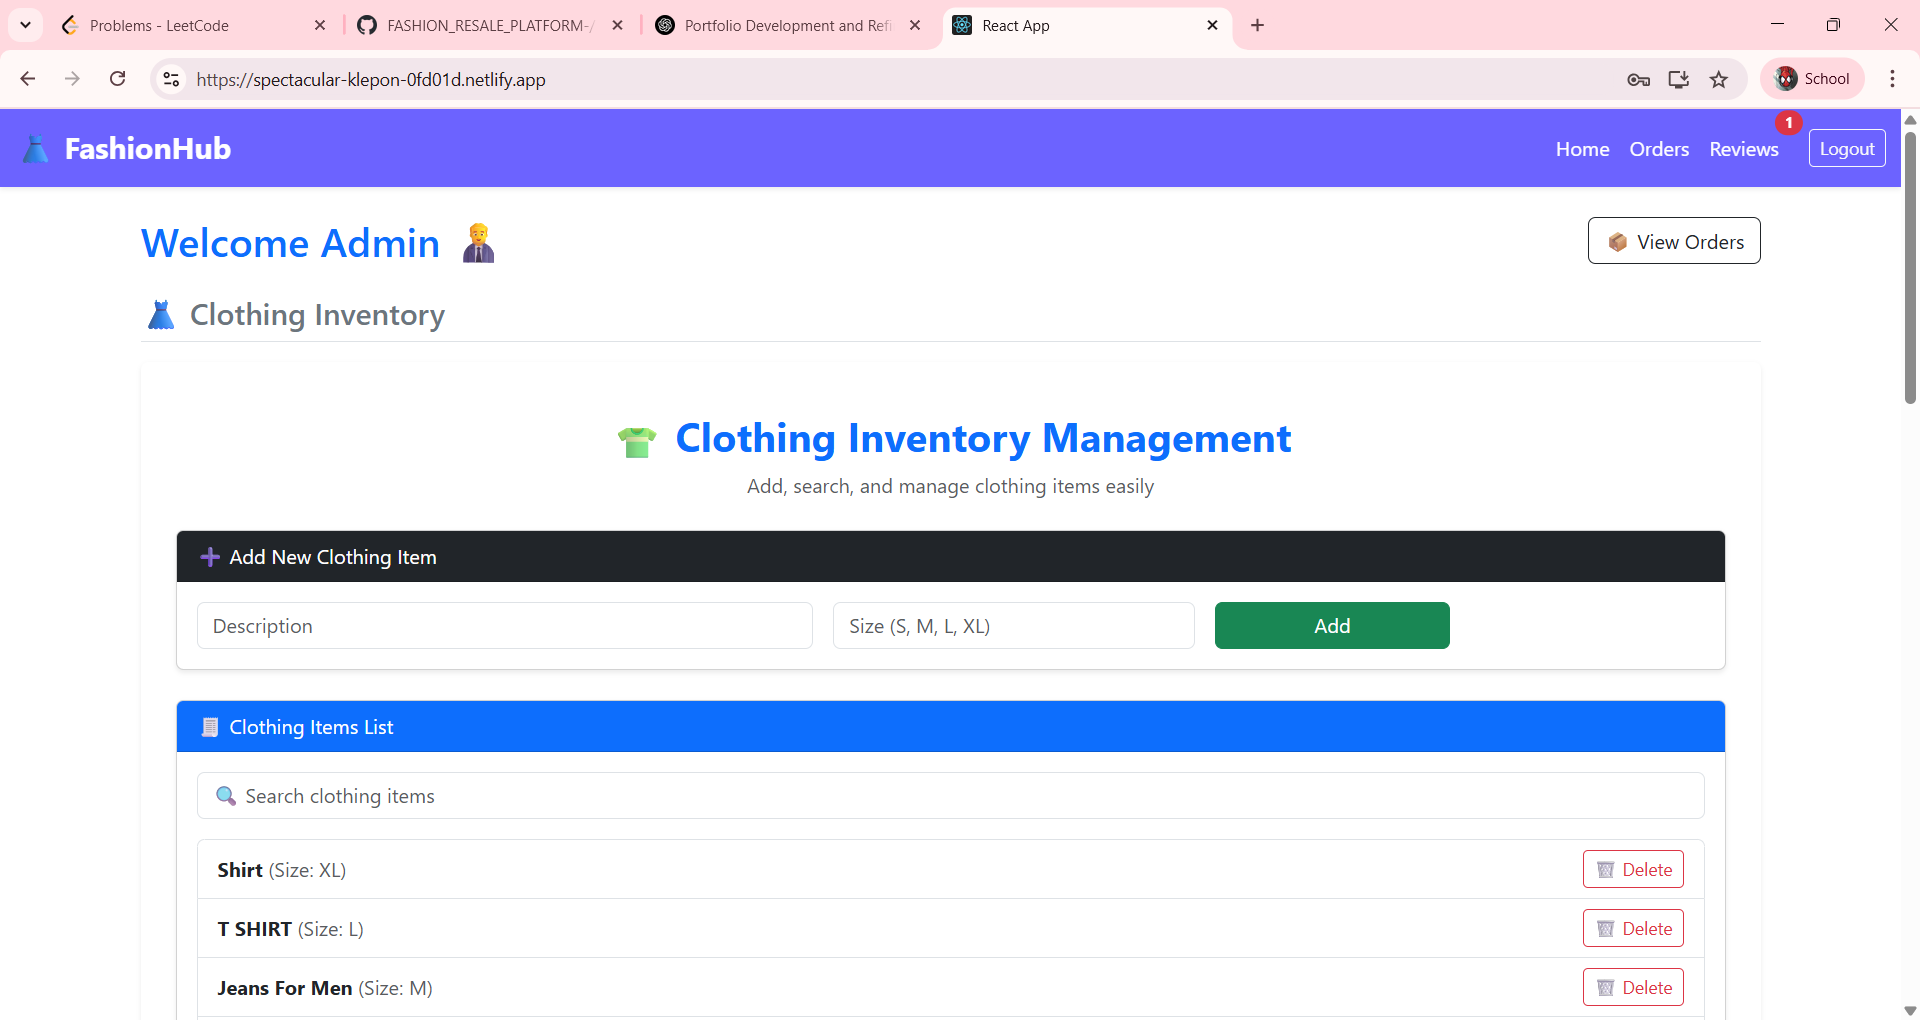 Problems - LeetCode
FASHION_RESALE_PLATFORM-/
Portfolio Development and Refi
React App
https://spectacular-klepon-0fd01d.netlify.app
School
FashionHub
Home
Orders
Reviews
1
Logout
Welcome Admin
View Orders
Clothing Inventory
Clothing Inventory Management
Add, search, and manage clothing items easily
Add New Clothing Item
Description
Size (S, M, L, XL)
Add
Clothing Items List
Search clothing items
Shirt (Size: XL)
Delete
T SHIRT (Size: L)
Delete
Jeans For Men (Size: M)
Delete